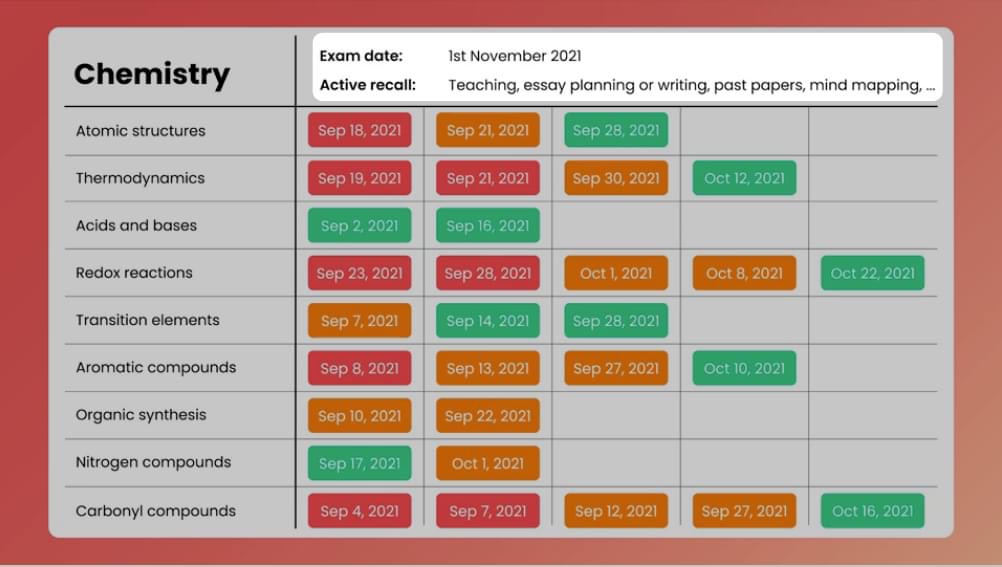 Chemistry
Exam date: 1st November 2021
Active recall: Teaching, essay planning or writing, past papers, mind mapping, ...
Atomic structures Sep 18, 2021 Sep 21, 2021 Sep 28, 2021
Thermodynamics Sep 19, 2021 Sep 21, 2021 Sep 30, 2021 Oct 12, 2021
Acids and bases Sep 2, 2021 Sep 16, 2021
Redox reactions Sep 23, 2021 Sep 28, 2021 Oct 1, 2021 Oct 8, 2021 Oct 22, 2021
Transition elements Sep 7, 2021 Sep 14, 2021 Sep 28, 2021
Aromatic compounds Sep 8, 2021 Sep 13, 2021 Sep 27, 2021 Oct 10, 2021
Organic synthesis Sep 10, 2021 Sep 22, 2021
Nitrogen compounds Sep 17, 2021 Oct 1, 2021
Carbonyl compounds Sep 4, 2021 Sep 7, 2021 Sep 12, 2021 Sep 27, 2021 Oct 16, 2021